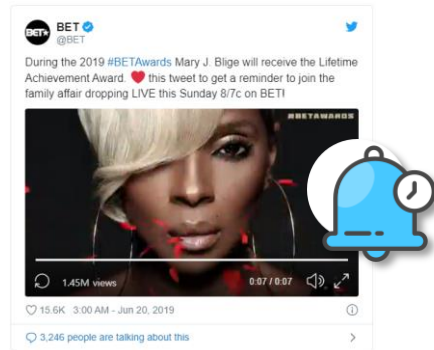 BET★
BET
@BET
During the 2019 #BETAwards Mary J. Blige will receive the Lifetime
Achievement Award. ❤ this tweet to get a reminder to join the
family affair dropping LIVE this Sunday 8/7c on BET!
#BETAWARDS
1.45M views
0:07 / 0:07
15.6K 3:00 AM - Jun 20, 2019
3,246 people are talking about this